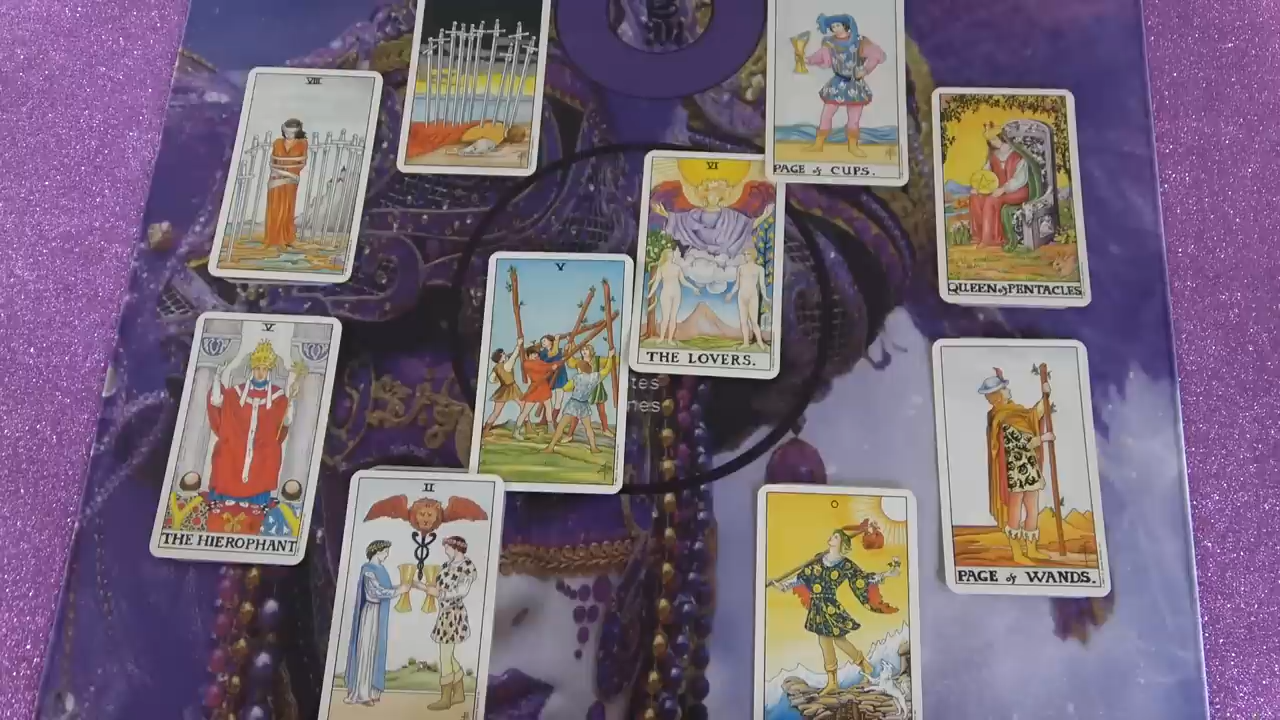 VIII
PAGE of CUPS.
VI
THE LOVERS.
QUEEN of PENTACLES
V
V
THE HIEROPHANT
II
0
PAGE of WANDS.